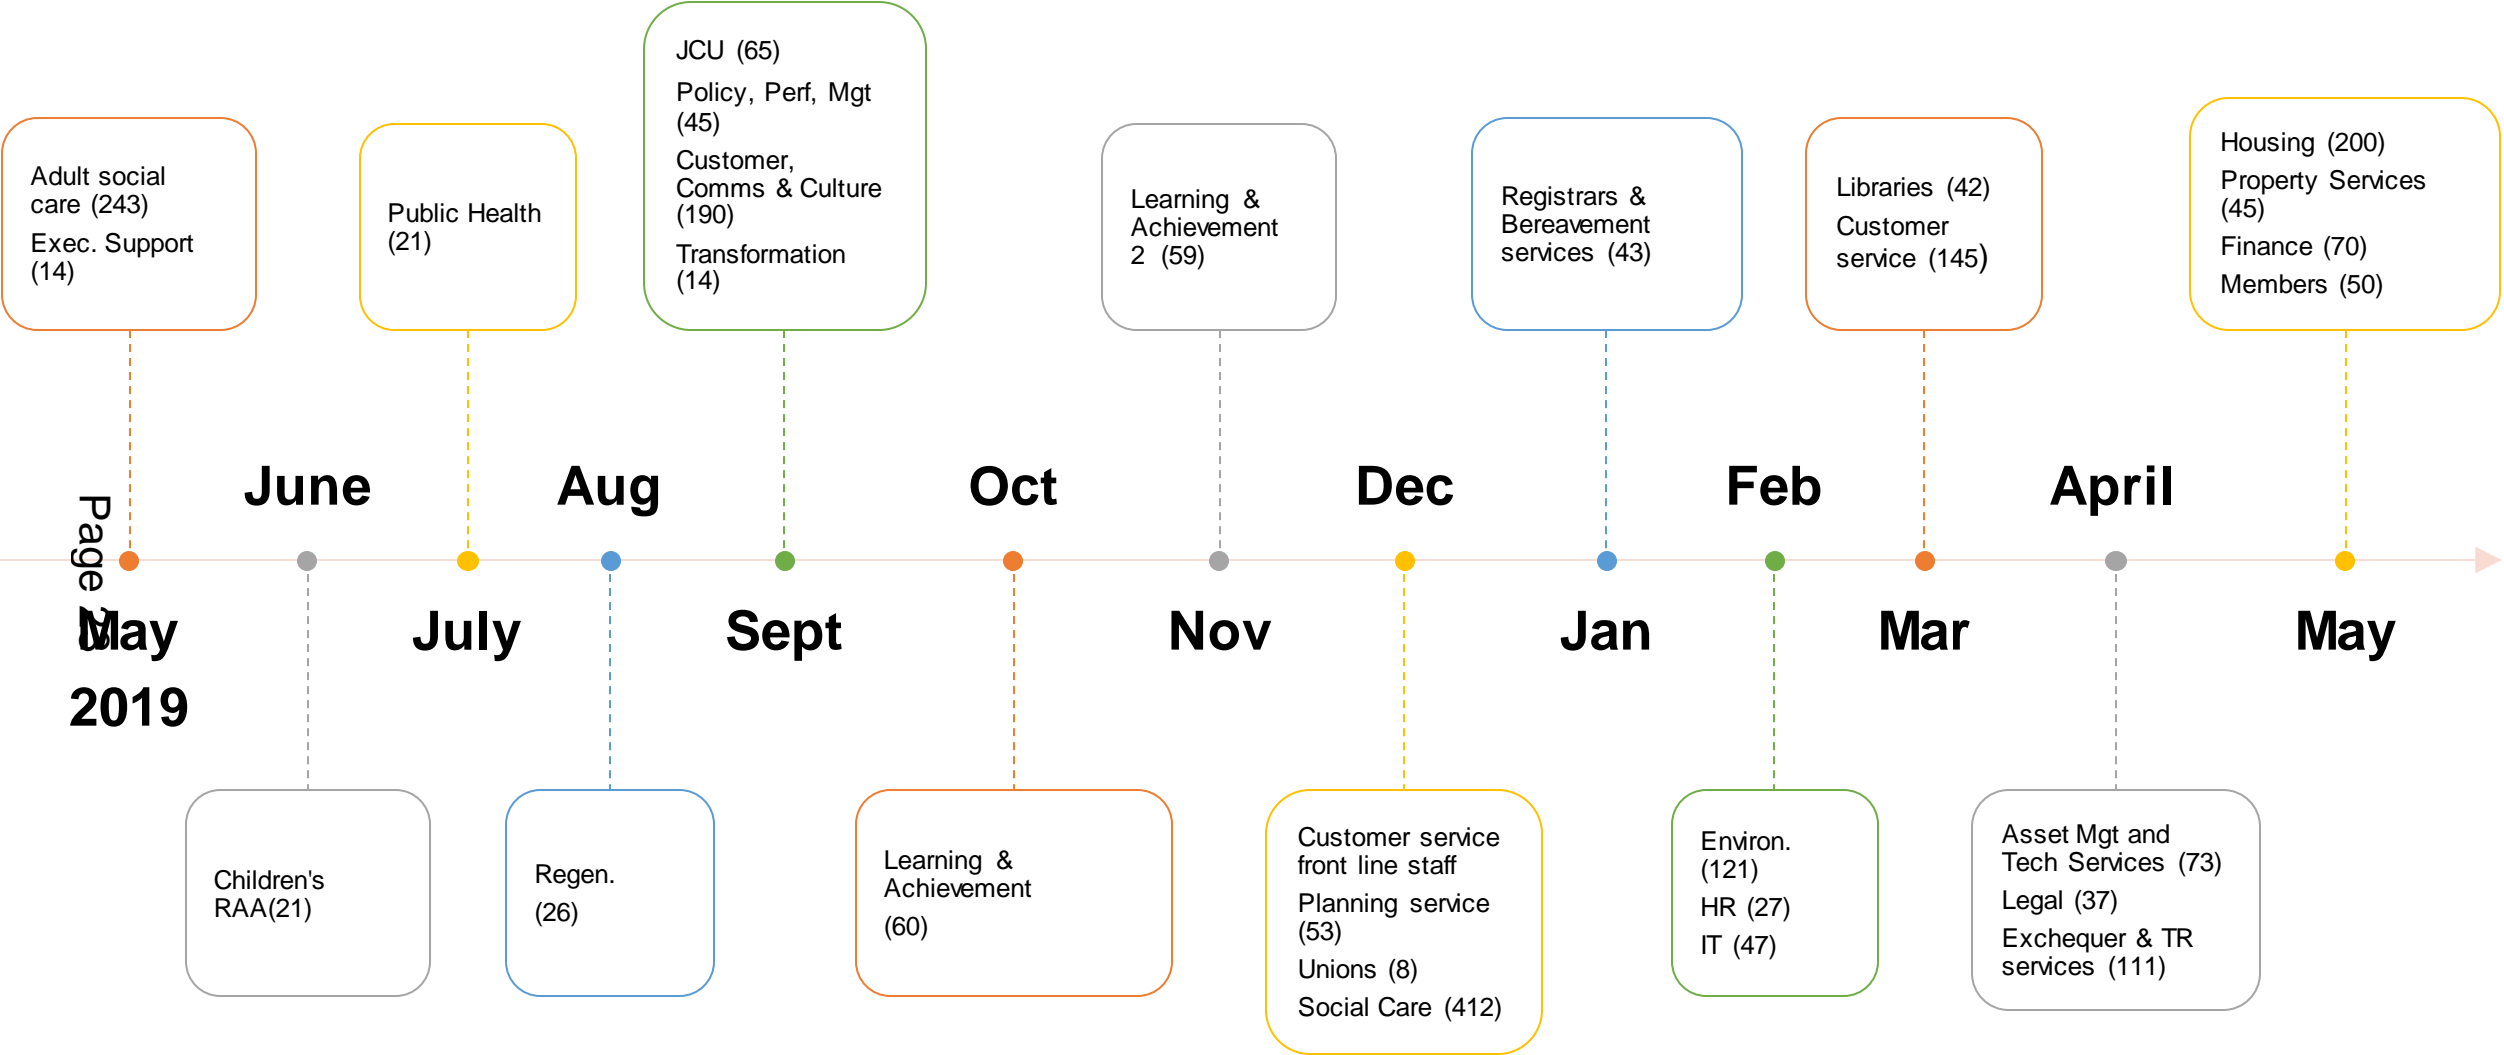 JCU (65)
Policy, Perf, Mgt
(45)
Customer,
Comms & Culture
(190)
Transformation
(14)
Adult social
care (243)
Exec. Support
(14)
Public Health
(21)
Learning &
Achievement
2 (59)
Registrars &
Bereavement
services (43)
Libraries (42)
Customer
service (145)
Housing (200)
Property Services
(45)
Finance (70)
Members (50)
June
Aug
Oct
Dec
Feb
April
Page
May
2019
July
Sept
Nov
Jan
Mar
May
Children's
RAA(21)
Regen.
(26)
Learning &
Achievement
(60)
Customer service
front line staff
Planning service
(53)
Unions (8)
Social Care (412)
Environ.
(121)
HR (27)
IT (47)
Asset Mgt and
Tech Services (73)
Legal (37)
Exchequer & TR
services (111)